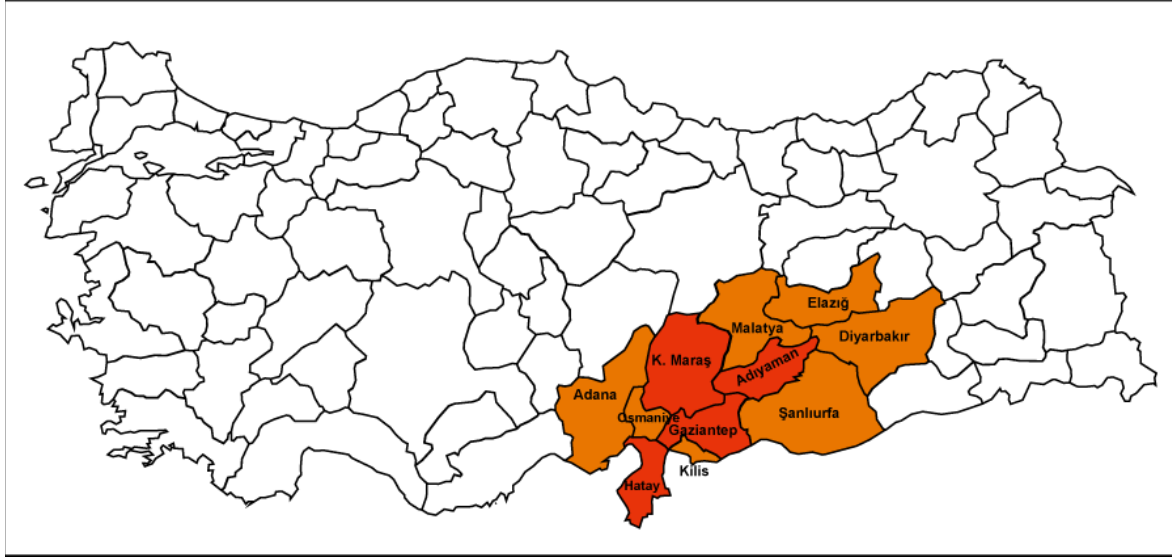 Elazığ
Malatya
Diyarbakır
K. Maraş
Adıyaman
Adana
Osmaniye
Şanlıurfa
Gaziantep
Kilis
Hatay